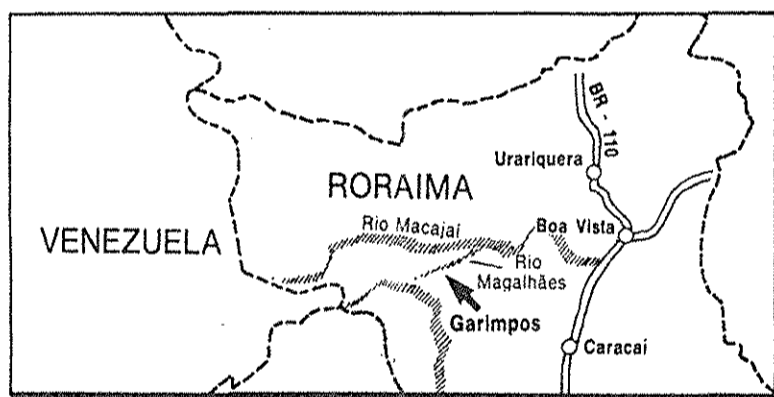 BR - 110
Urariquera
RORAIMA
Rio Macajaí
Boa Vista
VENEZUELA
Rio
Magalhães
Garimpos
Caracaí